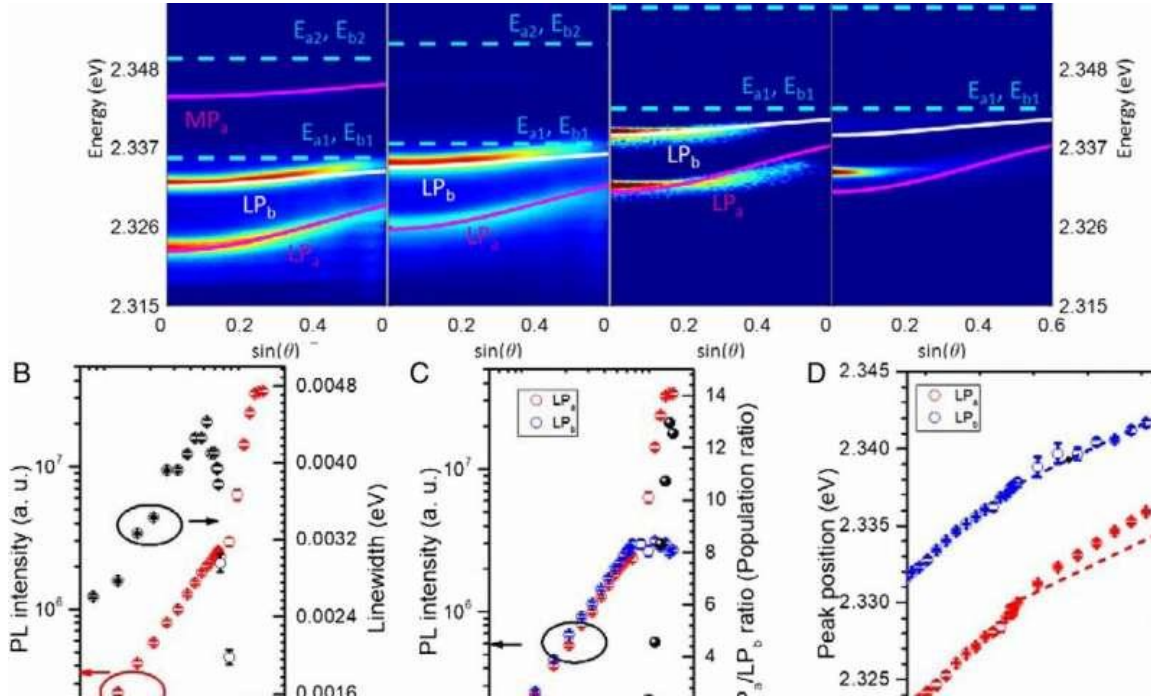 E_a2, E_b2
E_a2, E_b2
2.348
2.348
MP_a
E_a1, E_b1
E_a1, E_b1
E_a1, E_b1
E_a1, E_b1
Energy (eV)
Energy (eV)
2.337
2.337
LP_b
LP_b
LP_b
2.326
2.326
LP_a
LP_a
LP_a
2.315
2.315
0 0.2 0.4 0 0.2 0.4 0 0.2 0.4 0 0.2 0.4 0.6
sin(θ) sin(θ) sin(θ) sin(θ)
B
PL intensity (a. u.)
10^7
10^6
0.0048
0.0040
0.0032
0.0024
0.0016
Linewidth (eV)
C
LP_a
LP_b
PL intensity (a. u.)
10^7
10^6
14
12
10
8
6
4
/LP_b ratio (Population ratio)
D
LP_a
LP_b
Peak position (eV)
2.345
2.340
2.335
2.330
2.325